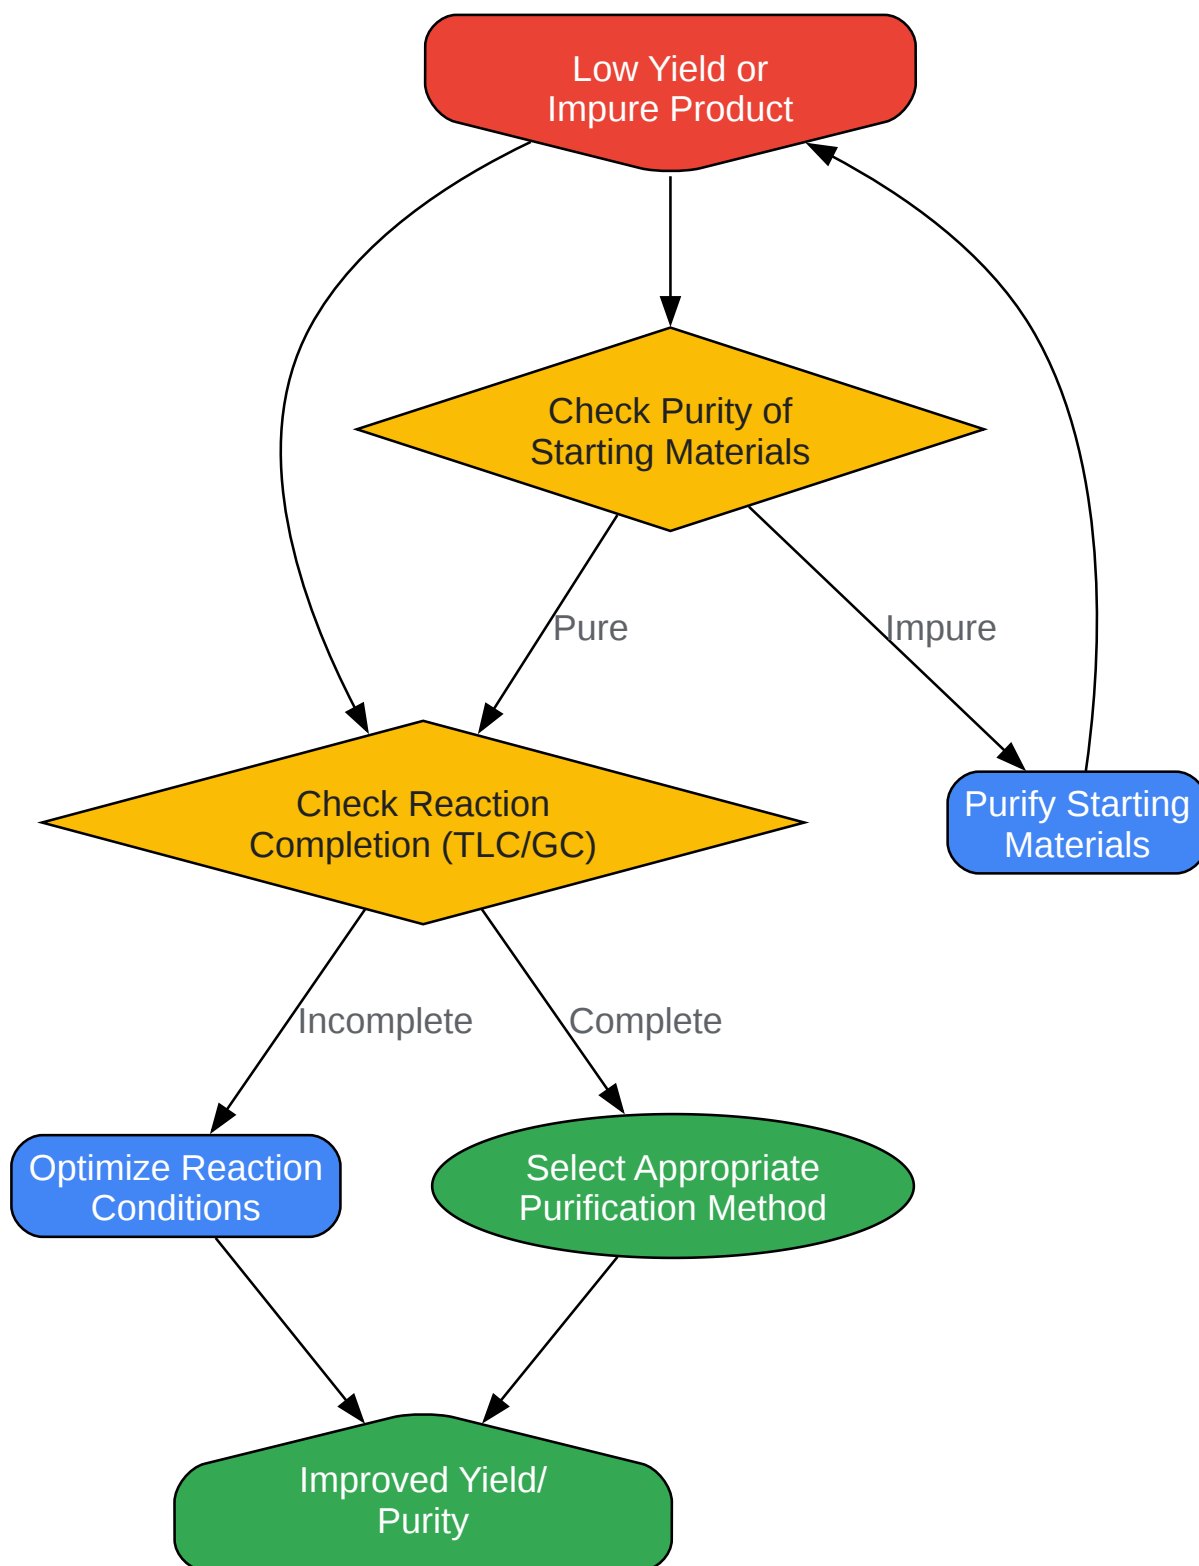 Low Yield or
Impure Product
Check Purity of
Starting Materials
Pure
Impure
Check Reaction
Completion (TLC/GC)
Purify Starting
Materials
Incomplete
Complete
Optimize Reaction
Conditions
Select Appropriate
Purification Method
Improved Yield/
Purity